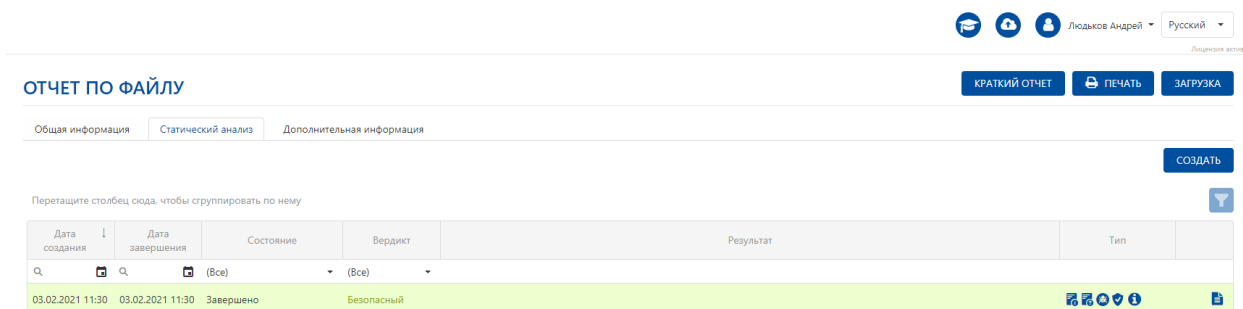 Людьков Андрей Русский
Лицензия актив
ОТЧЕТ ПО ФАЙЛУ КРАТКИЙ ОТЧЕТ ПЕЧАТЬ ЗАГРУЗКА
Общая информация Статический анализ Дополнительная информация
СОЗДАТЬ
Перетащите столбец сюда, чтобы сгруппировать по нему
Дата создания Дата завершения Состояние Вердикт Результат Тип
(Все) (Все)
03.02.2021 11:30 03.02.2021 11:30 Завершено Безопасный